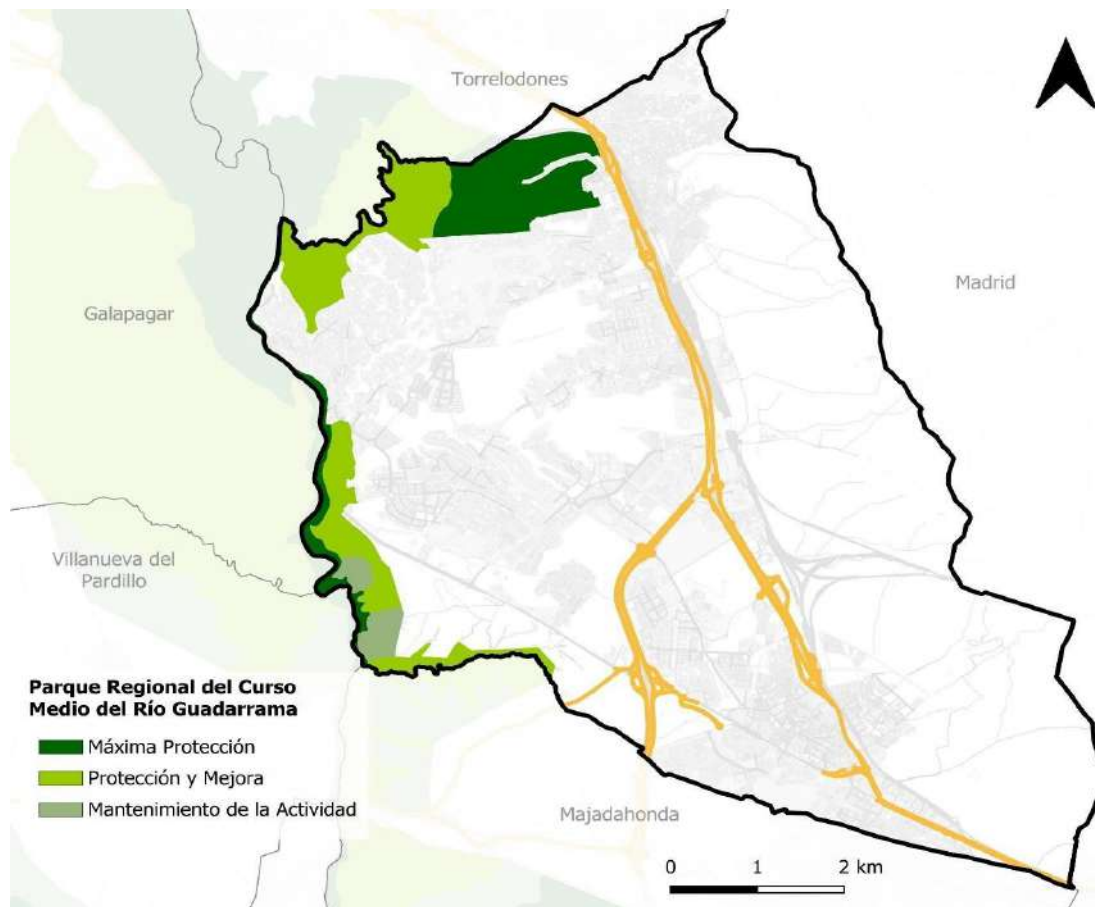 Torrelodones
Madrid
Galapagar
Villanueva del
Pardillo
Parque Regional del Curso
Medio del Río Guadarrama
Máxima Protección
Protección y Mejora
Mantenimiento de la Actividad
Majadahonda
0 1 2 km